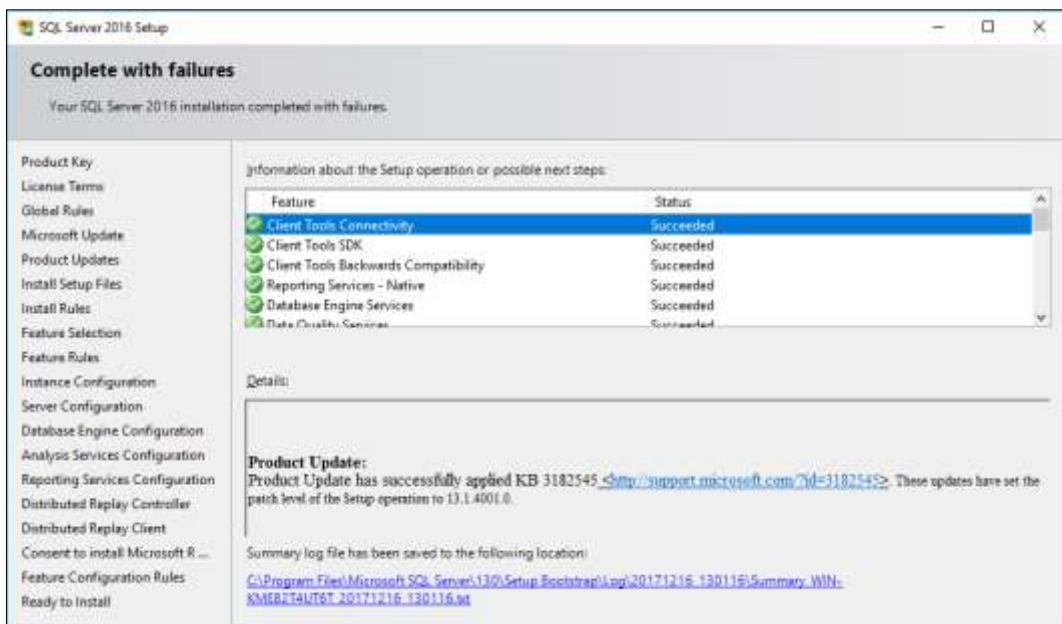 SQL Server 2016 Setup
Complete with failures
Your SQL Server 2016 installation completed with failures.
Product Key
License Terms
Global Rules
Microsoft Update
Product Updates
Install Setup Files
Install Rules
Feature Selection
Feature Rules
Instance Configuration
Server Configuration
Database Engine Configuration
Analysis Services Configuration
Reporting Services Configuration
Distributed Replay Controller
Distributed Replay Client
Consent to install Microsoft R ...
Feature Configuration Rules
Ready to Install
Information about the Setup operation or possible next steps:
Feature Status
Client Tools Connectivity Succeeded
Client Tools SDK Succeeded
Client Tools Backwards Compatibility Succeeded
Reporting Services - Native Succeeded
Database Engine Services Succeeded
Data Quality Services Succeeded
Details:
Product Update:
Product Update has successfully applied KB 3182545 <http://support.microsoft.com/?id=3182545>. These updates have set the
patch level of the Setup operation to 13.1.4001.0.
Summary log file has been saved to the following location:
C:\Program Files\Microsoft SQL Server\130\Setup Bootstrap\Log\20171216_130116\Summary_WIN-
KME82T4UT6T_20171216_130116.txt